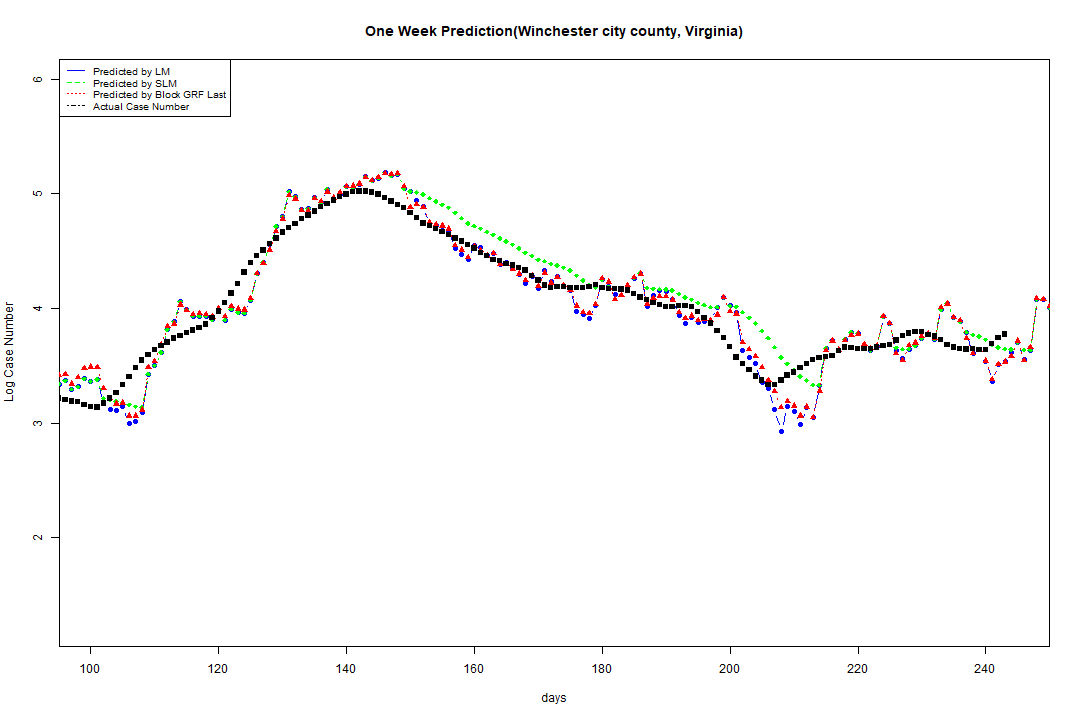 One Week Prediction(Winchester city county, Virginia)
Predicted by LM
Predicted by SLM
Predicted by Block GRF Last
Actual Case Number
6
5
4
3
2
Log Case Number
100 120 140 160 180 200 220 240
days